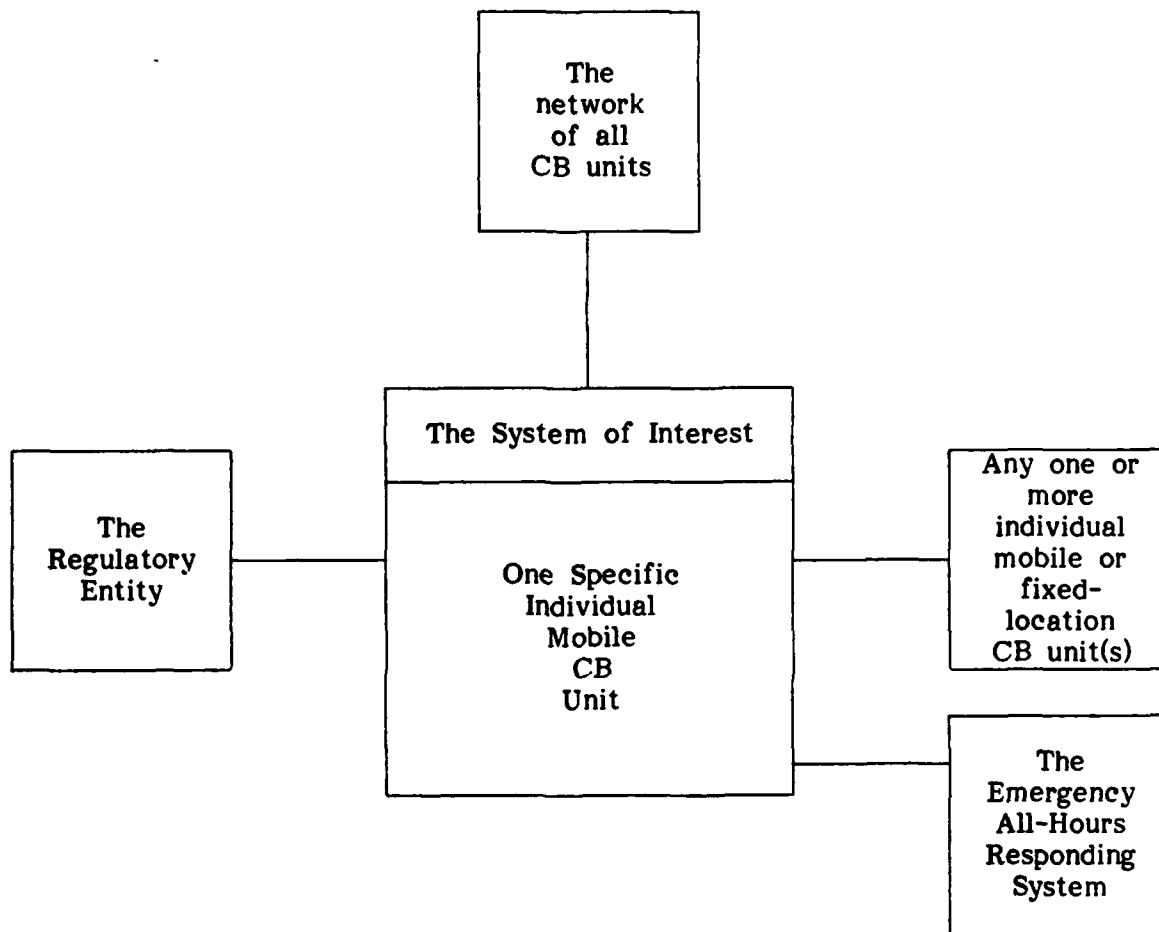 The
network
of all
CB units
The System of Interest
The
Regulatory
Entity
One Specific
Individual
Mobile
CB
Unit
Any one or
more
individual
mobile or
fixed-
location
CB unit(s)
The
Emergency
All-Hours
Responding
System